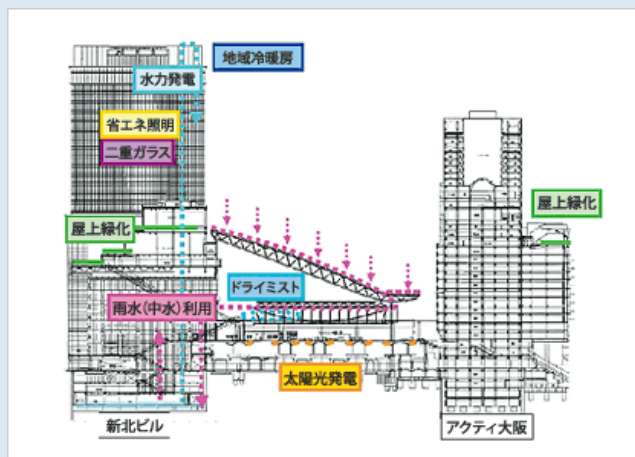 地域冷暖房
水力発電
省エネ照明
二重ガラス
屋上緑化
屋上緑化
ドライミスト
雨水(中水)利用
太陽光発電
新北ビル
アクティ大阪